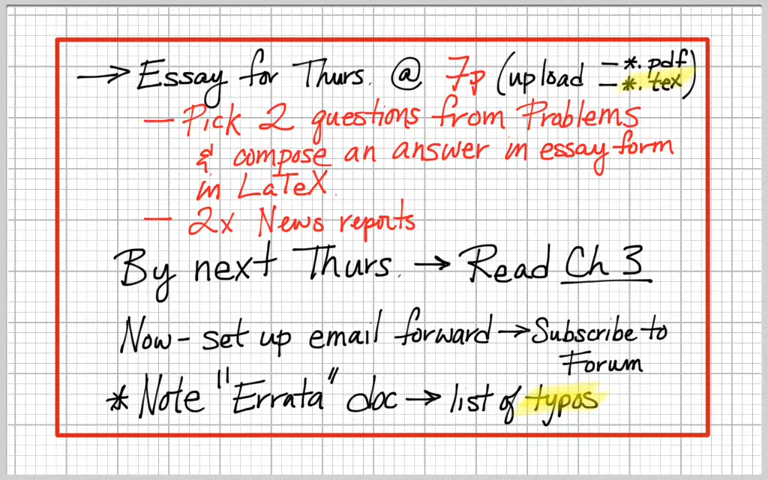 → Essay for Thurs. @ 7p (upload – *.pdf
– *.tex)
– Pick 2 questions from Problems
& compose an answer in essay form
in LaTeX.
– 2x News reports
By next Thurs. → Read Ch 3
Now – set up email forward → Subscribe to
Forum
* Note "Errata" doc → list of typos